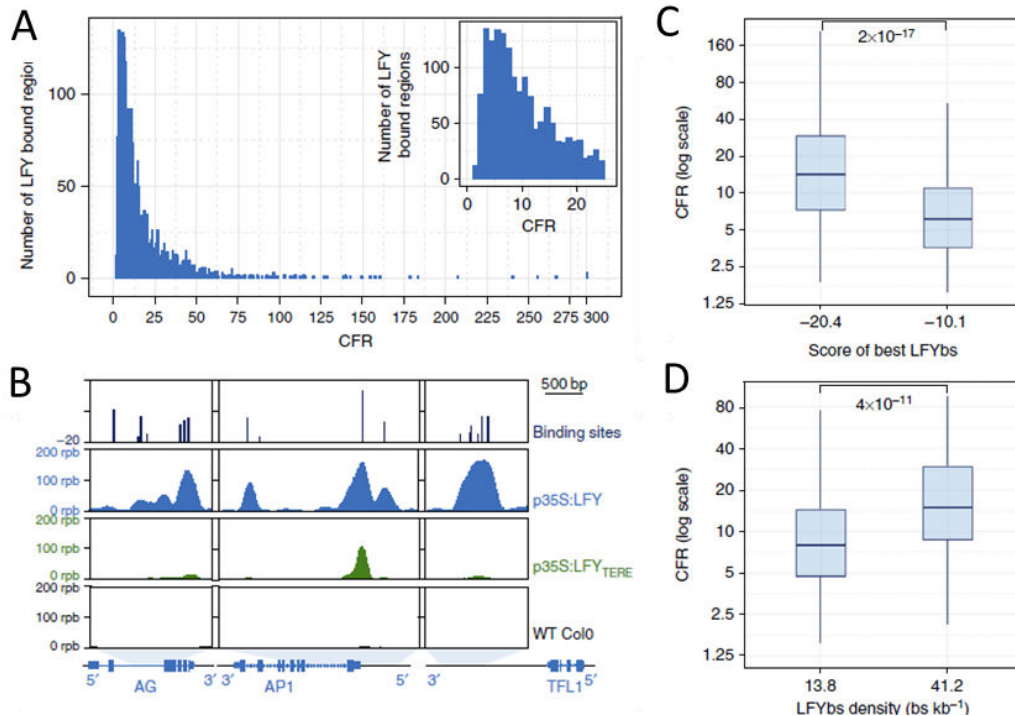 A
Number of LFY bound regioi
0
50
100
0
25
50
75
100
125
150
175
200
225
250
275
300
CFR
Number of LFY
bound regions
0
50
100
0
10
20
CFR
B
500 bp
−20
Binding sites
200 rpb
100 rpb
0 rpb
p35S:LFY
200 rpb
100 rpb
0 rpb
p35S:LFYTERE
200 rpb
100 rpb
0 rpb
WT Col0
5′
AG
3′
3′
AP1
5′
3′
TFL1
5′
C
2×10−17
CFR (log scale)
160
80
40
20
10
5
2.5
1.25
−20.4
−10.1
Score of best LFYbs
D
4×10−11
CFR (log scale)
80
40
20
10
5
2.5
1.25
13.8
41.2
LFYbs density (bs kb−1)